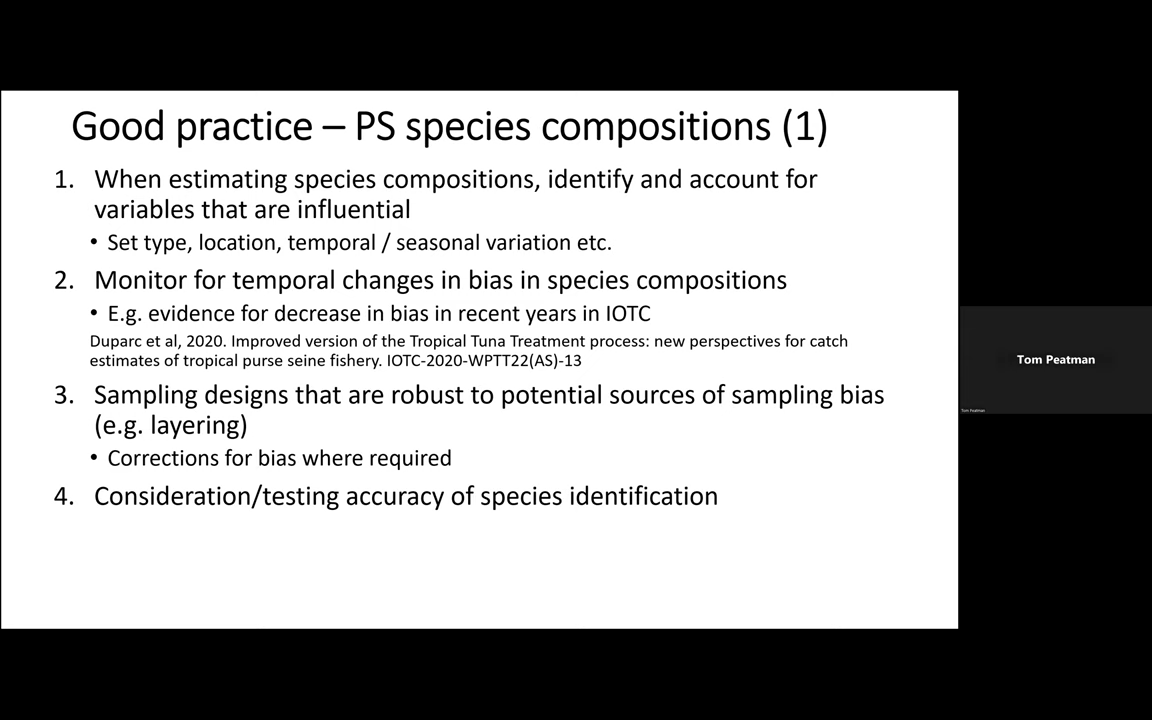 Good practice – PS species compositions (1)
1. When estimating species compositions, identify and account for
variables that are influential
• Set type, location, temporal / seasonal variation etc.
2. Monitor for temporal changes in bias in species compositions
• E.g. evidence for decrease in bias in recent years in IOTC
Duparc et al, 2020. Improved version of the Tropical Tuna Treatment process: new perspectives for catch
estimates of tropical purse seine fishery. IOTC-2020-WPTT22(AS)-13
3. Sampling designs that are robust to potential sources of sampling bias
(e.g. layering)
• Corrections for bias where required
4. Consideration/testing accuracy of species identification
Tom Peatman
Tom Peatman